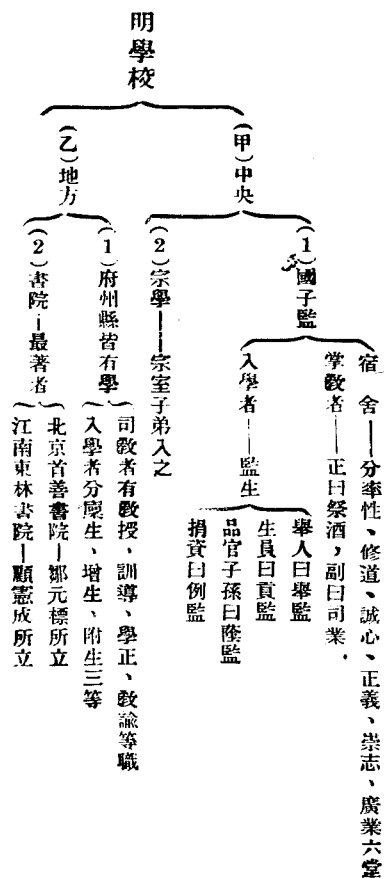 明學校
(甲)中央
(1)國子監
宿　舍——分率性、修道、誠心、正義、崇志、廣業六堂
掌敎者——正曰祭酒，副曰司業．
入學者——監生
舉人曰舉監
生員曰貢監
品官子孫曰蔭監
捐資曰例監
(2)宗學——宗室子弟入之
(乙)地方
(1)府州縣皆有學
司敎者有敎授、訓導、學正、敎諭等職
入學者分廩生、增生、附生三等
(2)書院—最著者
北京首善書院—鄒元標所立
江南東林書院—顧憲成所立